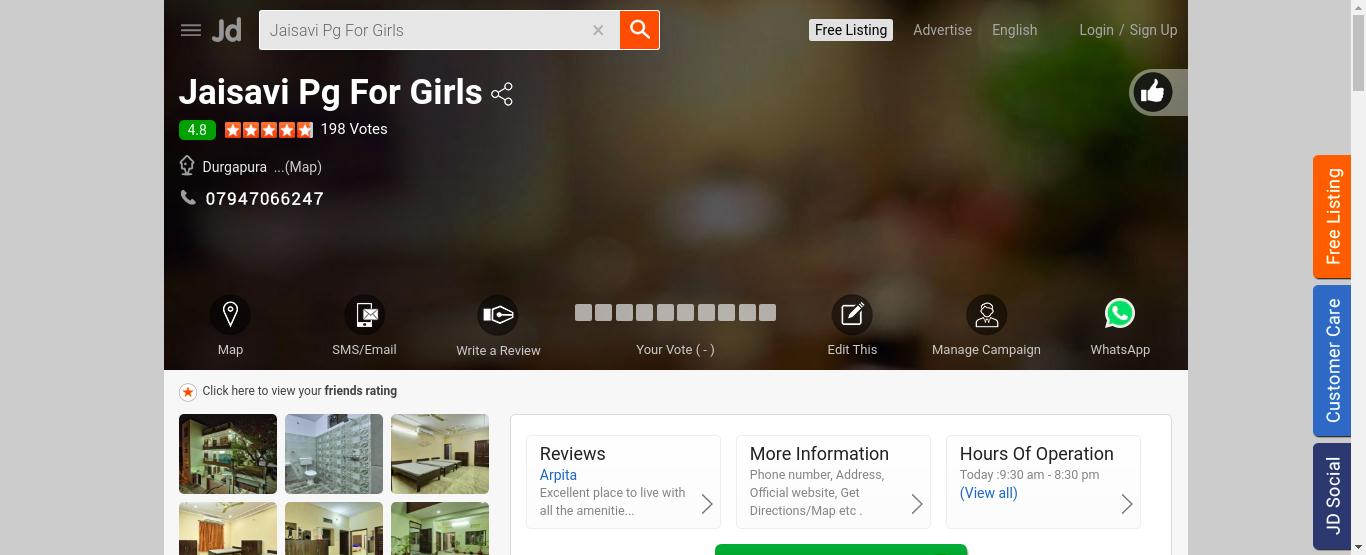 Jd
Jaisavi Pg For Girls
Free Listing
Advertise
English
Login / Sign Up
Jaisavi Pg For Girls
4.8
198 Votes
Durgapura ...(Map)
07947066247
Map
SMS/Email
Write a Review
Your Vote ( - )
Edit This
Manage Campaign
WhatsApp
Click here to view your friends rating
Reviews
Arpita
Excellent place to live with
all the amenitie...
More Information
Phone number, Address,
Official website, Get
Directions/Map etc .
Hours Of Operation
Today :9:30 am - 8:30 pm
(View all)
Free Listing
Customer Care
JD Social